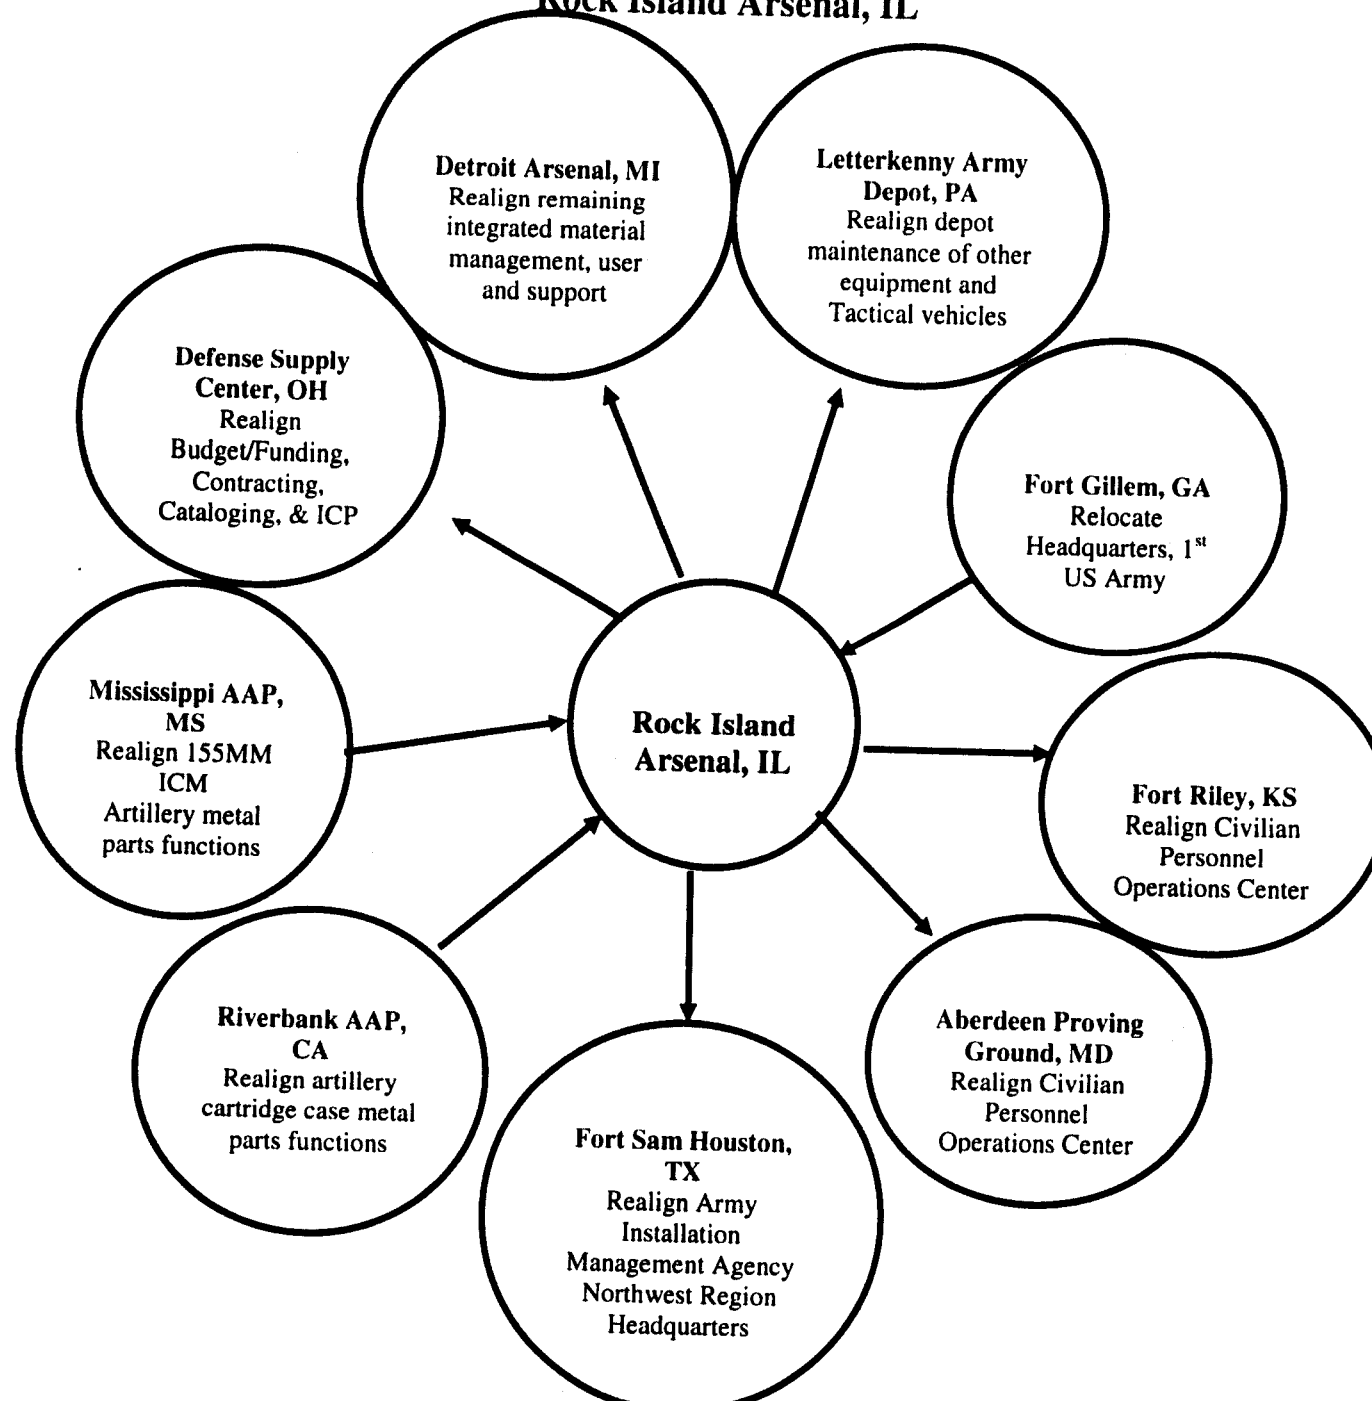 Rock Island Arsenal, IL
Detroit Arsenal, MI
Realign remaining
integrated material
management, user
and support
Letterkenny Army
Depot, PA
Realign depot
maintenance of other
equipment and
Tactical vehicles
Defense Supply
Center, OH
Realign
Budget/Funding,
Contracting,
Cataloging, & ICP
Fort Gillem, GA
Relocate
Headquarters, 1st
US Army
Mississippi AAP,
MS
Realign 155MM
ICM
Artillery metal
parts functions
Rock Island
Arsenal, IL
Fort Riley, KS
Realign Civilian
Personnel
Operations Center
Riverbank AAP,
CA
Realign artillery
cartridge case metal
parts functions
Aberdeen Proving
Ground, MD
Realign Civilian
Personnel
Operations Center
Fort Sam Houston,
TX
Realign Army
Installation
Management Agency
Northwest Region
Headquarters